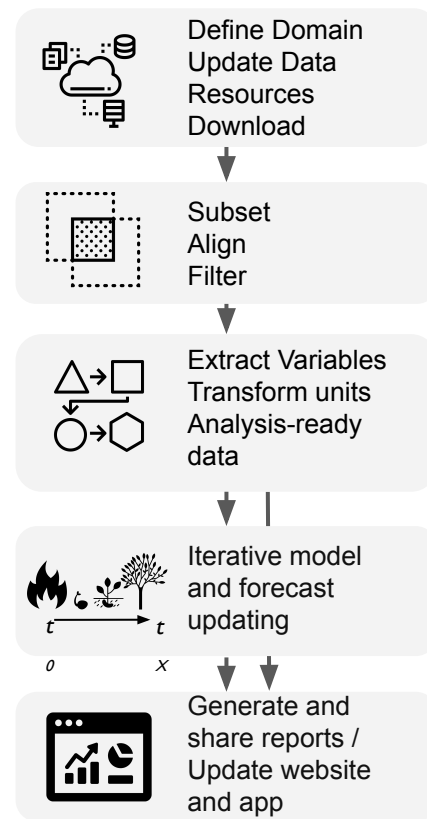 Define Domain
Update Data
Resources
Download
Subset
Align
Filter
Extract Variables
Transform units
Analysis-ready
data
Iterative model
and forecast
updating
t t
0 X
Generate and
share reports /
Update website
and app